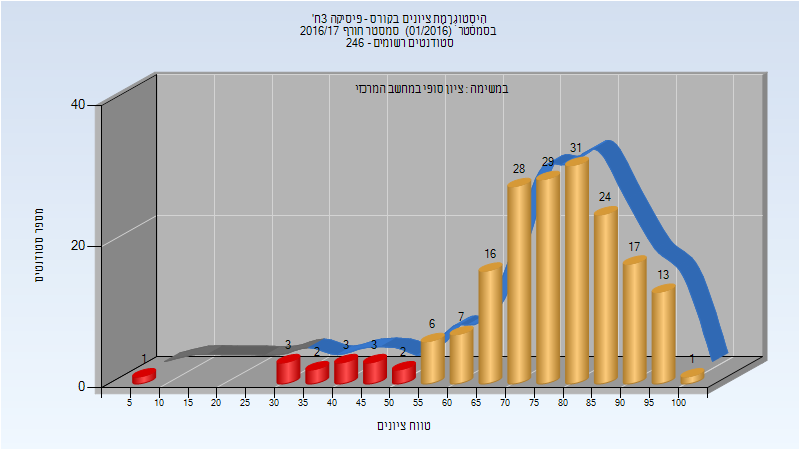 היסטוגרמת ציונים בקורס - פיסיקה 3ח'
בסמסטר (01/2016) סמסטר חורף 2016/17
סטודנטים רשומים - 246
במשימה : ציון סופי במחשב המרכזי
מספר סטודנטים
40
20
0
1
3
2
3
3
2
6
7
16
28
29
31
24
17
13
1
5 10 15 20 25 30 35 40 45 50 55 60 65 70 75 80 85 90 95 100
טווח ציונים